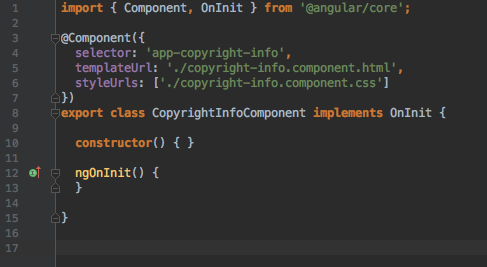 1 import { Component, OnInit } from '@angular/core';
2
3 @Component({
4   selector: 'app-copyright-info',
5   templateUrl: './copyright-info.component.html',
6   styleUrls: ['./copyright-info.component.css']
7 })
8 export class CopyrightInfoComponent implements OnInit {
9
10   constructor() { }
11
12   ngOnInit() {
13   }
14
15 }
16
17